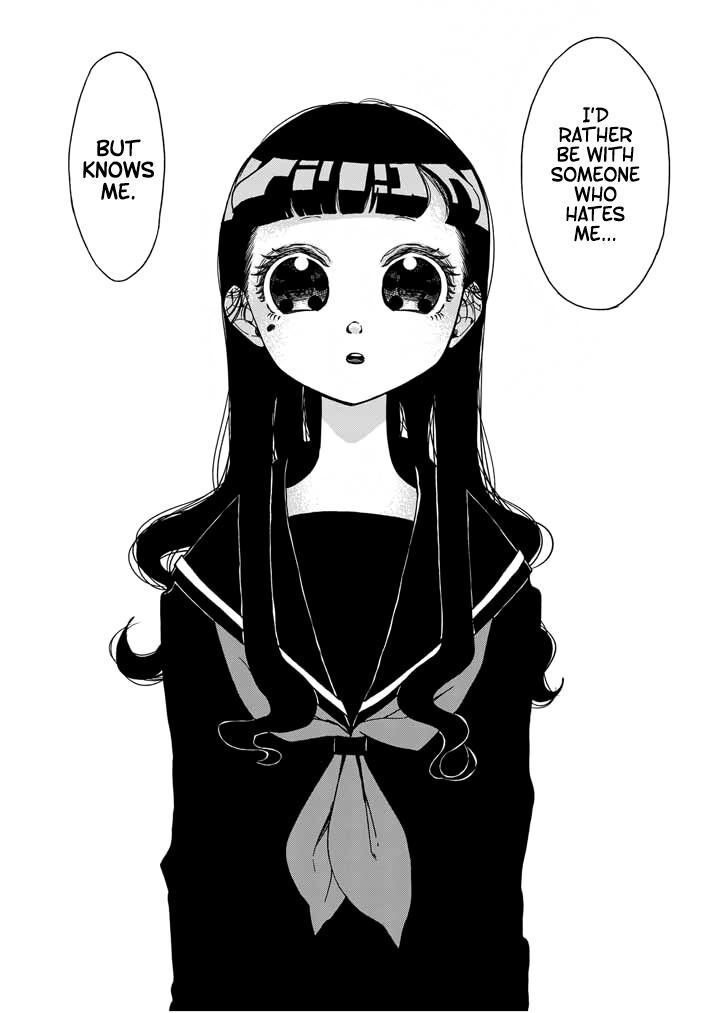 I'D
RATHER
BE WITH
SOMEONE
WHO
HATES
ME...
BUT
KNOWS
ME.